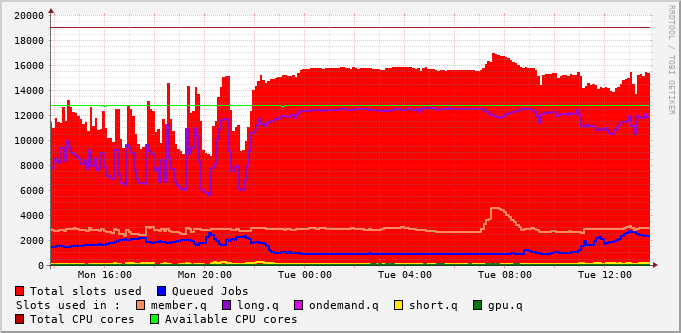 20000
18000
16000
14000
12000
10000
8000
6000
4000
2000
0
Mon 16:00 Mon 20:00 Tue 00:00 Tue 04:00 Tue 08:00 Tue 12:00
RRDTOOL / TOBI OETIKER
Total slots used Queued Jobs
Slots used in : member.q long.q ondemand.q short.q gpu.q
Total CPU cores Available CPU cores